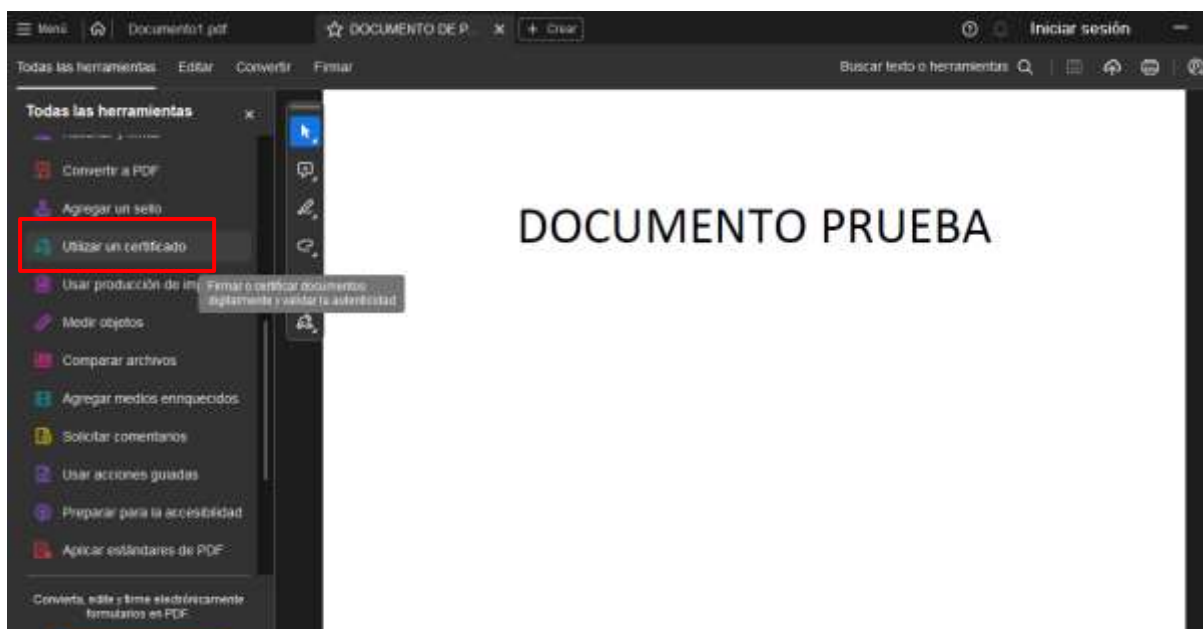 Menú
Documento1.pdf
DOCUMENTO DE P...
+ Crear
Iniciar sesión
Todas las herramientas
Editar
Convertir
Firmar
Buscar texto o herramientas
Todas las herramientas
Convertir a PDF
Agregar un sello
Utilizar un certificado
Usar producción de im
Firmar o certificar documentos
digitalmente y validar la autenticidad
Medir objetos
Comparar archivos
Agregar medios enriquecidos
Solicitar comentarios
Usar acciones guiadas
Preparar para la accesibilidad
Aplicar estándares de PDF
Convierta, edite y firme electrónicamente
formularios en PDF.
DOCUMENTO PRUEBA